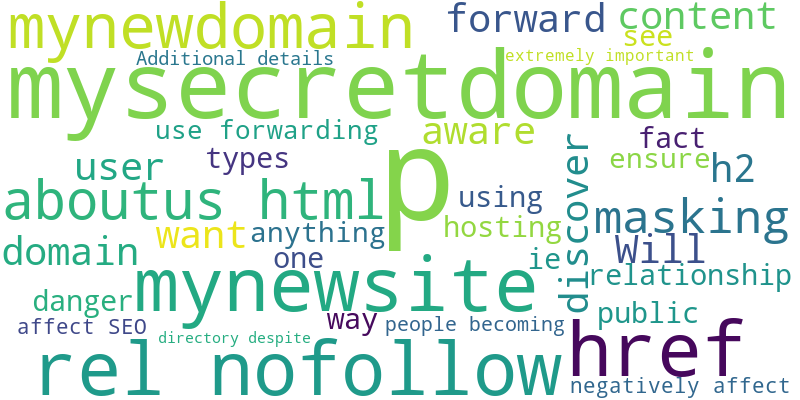 mynewdomain
forward
content
see
Additional details
extremely important
mysecretdomain
use forwarding
aware
fact
p
user
types
discover
ensure
h2
aboutus html
using
masking
want
anything
hosting
Will
domain
one
ie
relationship
mynewsite
danger
way
public
affect SEO
people becoming
directory despite
rel nofollow
href
negatively affect